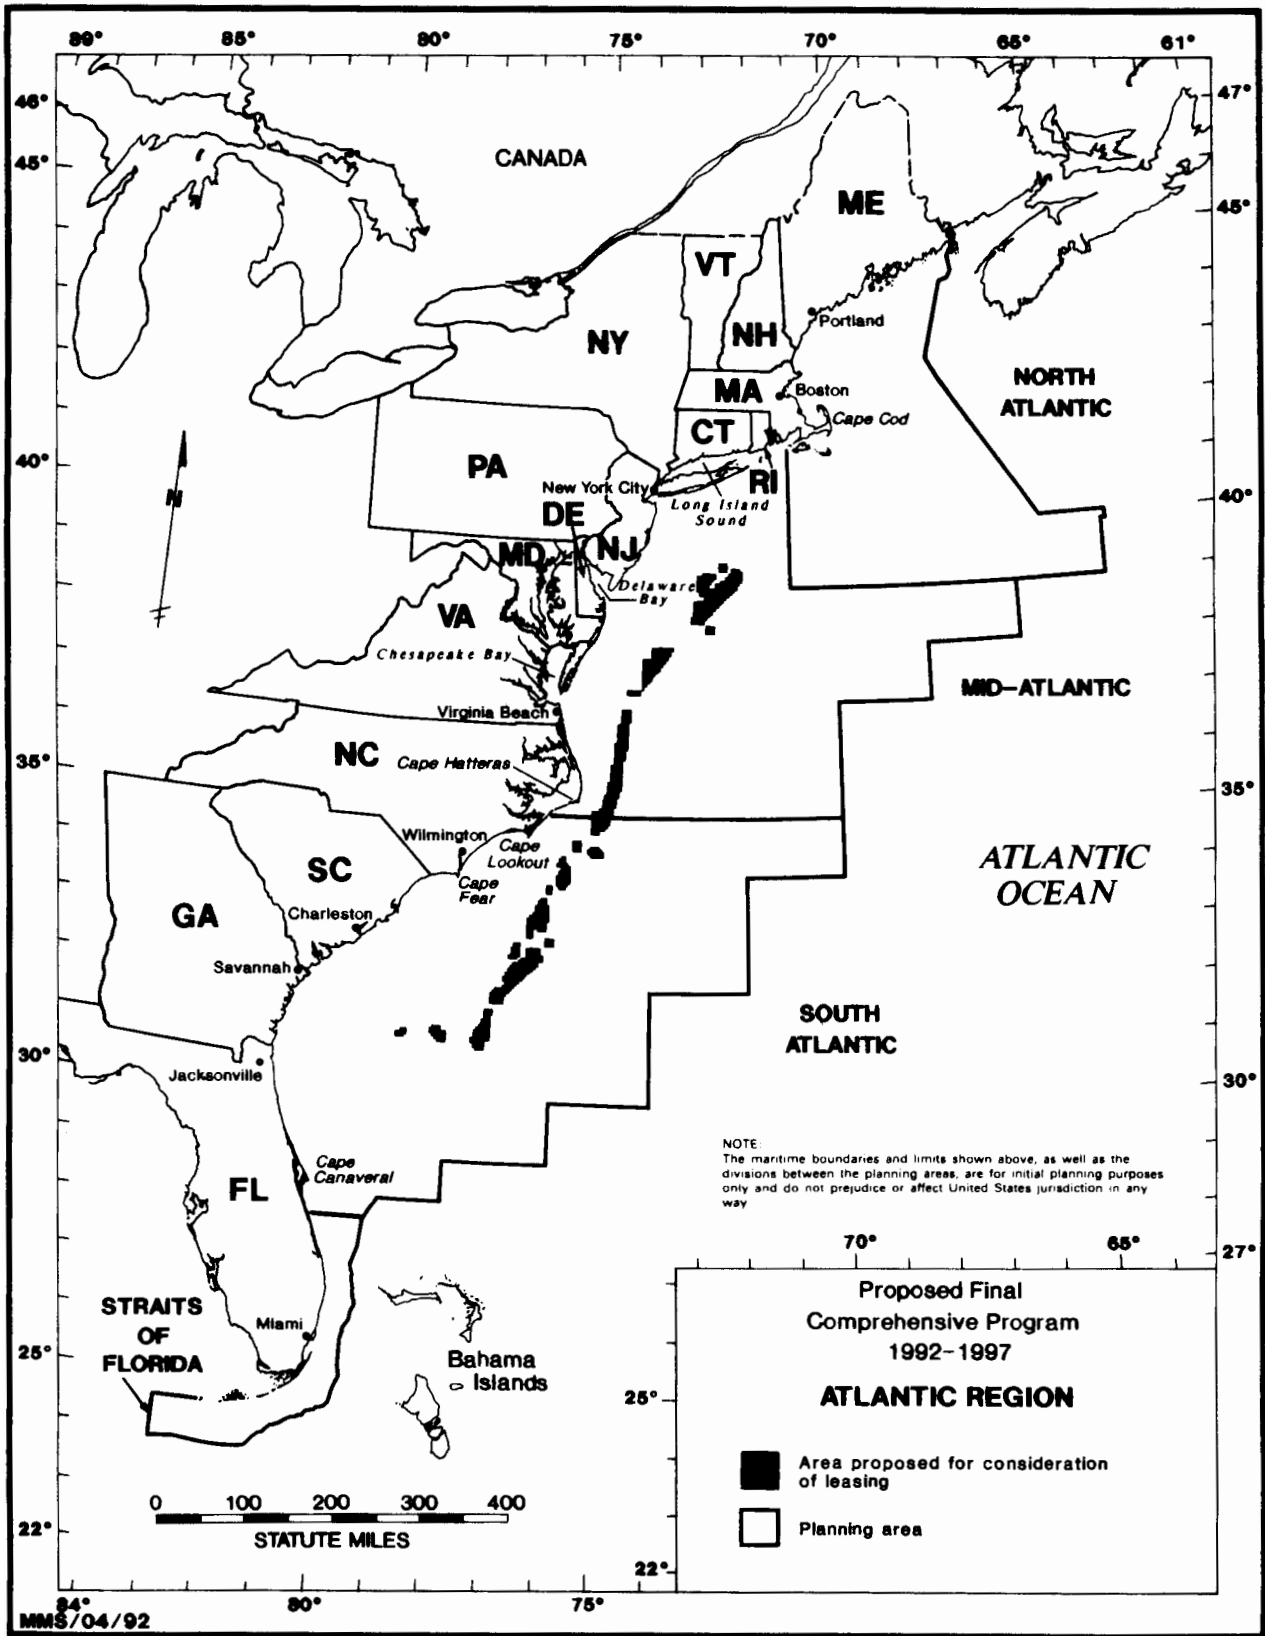 89° 85° 80° 75° 70° 65° 61°
46°
47°
45°
CANADA
ME
45°
VT
Portland
NH
NY
NORTH
ATLANTIC
MA
Boston
Cape Cod
CT
40°
PA
RI
New York City
40°
Long Island
Sound
N
DE
NJ
MD
Delaware
Bay
VA
Chesapeake Bay
MID-ATLANTIC
Virginia Beach
NC
Cape Hatteras
35°
35°
Wilmington
Cape
Lookout
ATLANTIC
OCEAN
SC
Cape
Fear
GA
Charleston
Savannah
SOUTH
ATLANTIC
30°
Jacksonville
30°
NOTE:
The maritime boundaries and limits shown above, as well as the
divisions between the planning areas, are for initial planning purposes
only and do not prejudice or affect United States jurisdiction in any
way
Cape
Canaveral
FL
70° 65°
27°
STRAITS
OF
FLORIDA
Miami
25°
Bahama
Islands
Proposed Final
Comprehensive Program
1992-1997
ATLANTIC REGION
25°
Area proposed for consideration
of leasing
Planning area
0 100 200 300 400
STATUTE MILES
22°
22°
84° 80° 75°
MMS/04/92